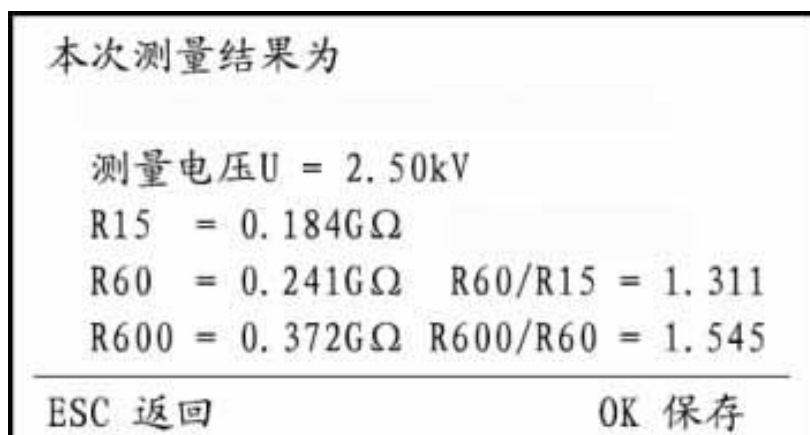 本次测量结果为
测量电压U = 2.50kV
R15 = 0.184GΩ
R60 = 0.241GΩ R60/R15 = 1.311
R600 = 0.372GΩ R600/R60 = 1.545
ESC 返回 OK 保存